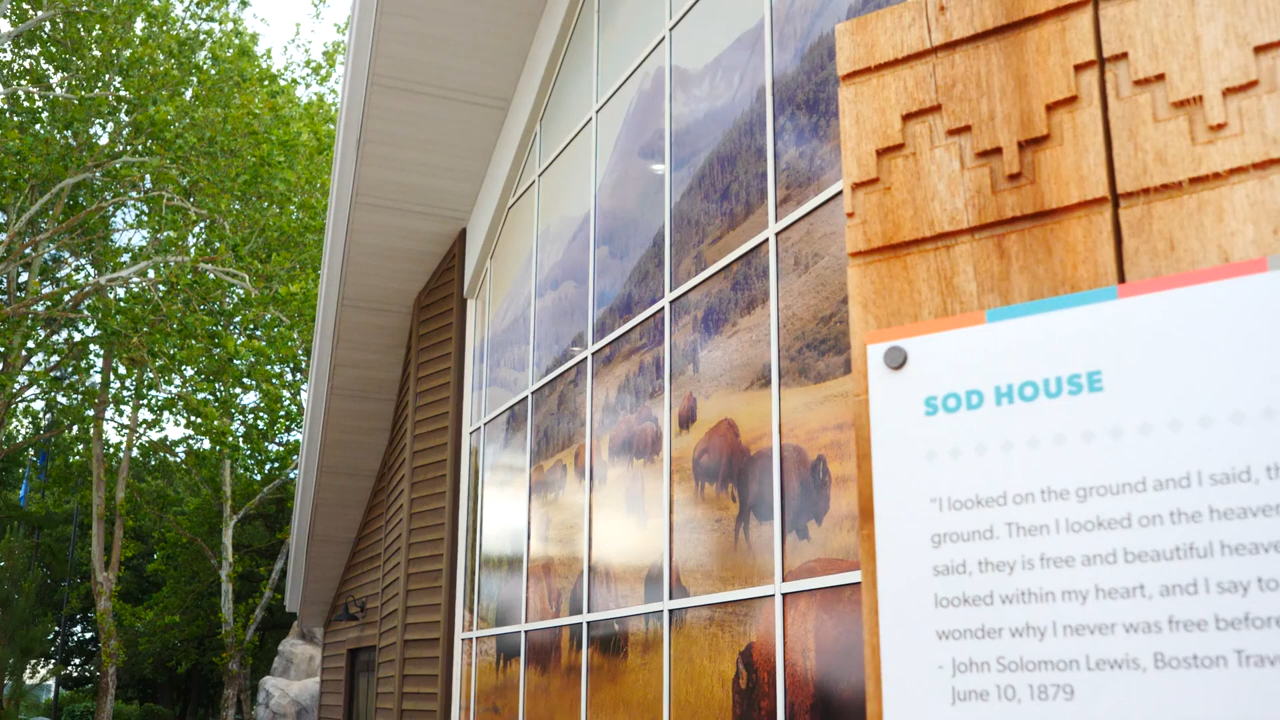 SOD HOUSE
"I looked on the ground and I said, th
ground. Then I looked on the heaven
said, they is free and beautiful heave
looked within my heart, and I say to
wonder why I never was free before
- John Solomon Lewis, Boston Trav
June 10, 1879